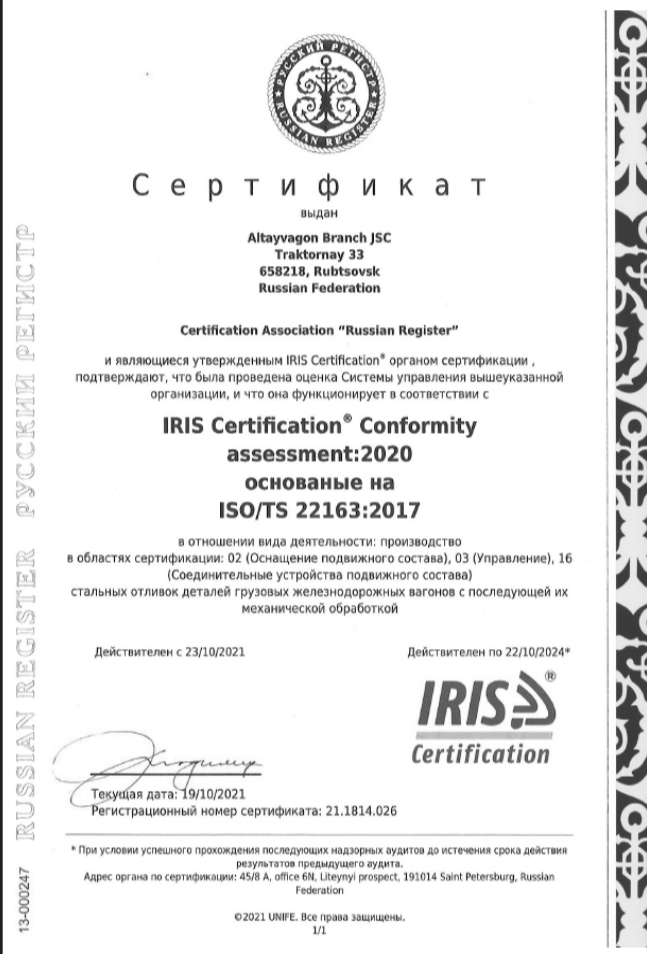 РУССКИЙ РЕГИСТР
RUSSIAN REGISTER
Сертификат
выдан
Altayvagon Branch JSC
Traktornay 33
658218, Rubtsovsk
Russian Federation
Certification Association “Russian Register”
и являющиеся утвержденным IRIS Certification® органом сертификации ,
подтверждают, что была проведена оценка Системы управления вышеуказанной
организации, и что она функционирует в соответствии с
IRIS Certification® Conformity
assessment:2020
основаные на
ISO/TS 22163:2017
в отношении вида деятельности: производство
в областях сертификации: 02 (Оснащение подвижного состава), 03 (Управление), 16
(Соединительные устройства подвижного состава)
стальных отливок деталей грузовых железнодорожных вагонов с последующей их
механической обработкой
Действителен с 23/10/2021
Действителен по 22/10/2024*
IRIS ®
Certification
Текущая дата: 19/10/2021
Регистрационный номер сертификата: 21.1814.026
* При условии успешного прохождения последующих надзорных аудитов до истечения срока действия
результатов предыдущего аудита.
Адрес органа по сертификации: 45/8 A, office 6N, Liteynyi prospect, 191014 Saint Petersburg, Russian
Federation
©2021 UNIFE. Все права защищены.
1/1
13-000247
RUSSIAN REGISTER РУССКИЙ РЕГИСТР